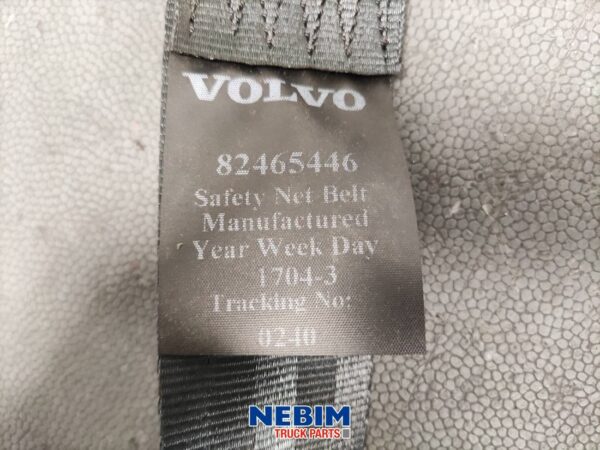 VOLVO
82465446
Safety Net Belt
Manufactured
Year Week Day
1704-3
Tracking No:
0240
NEBIM
TRUCK PARTS